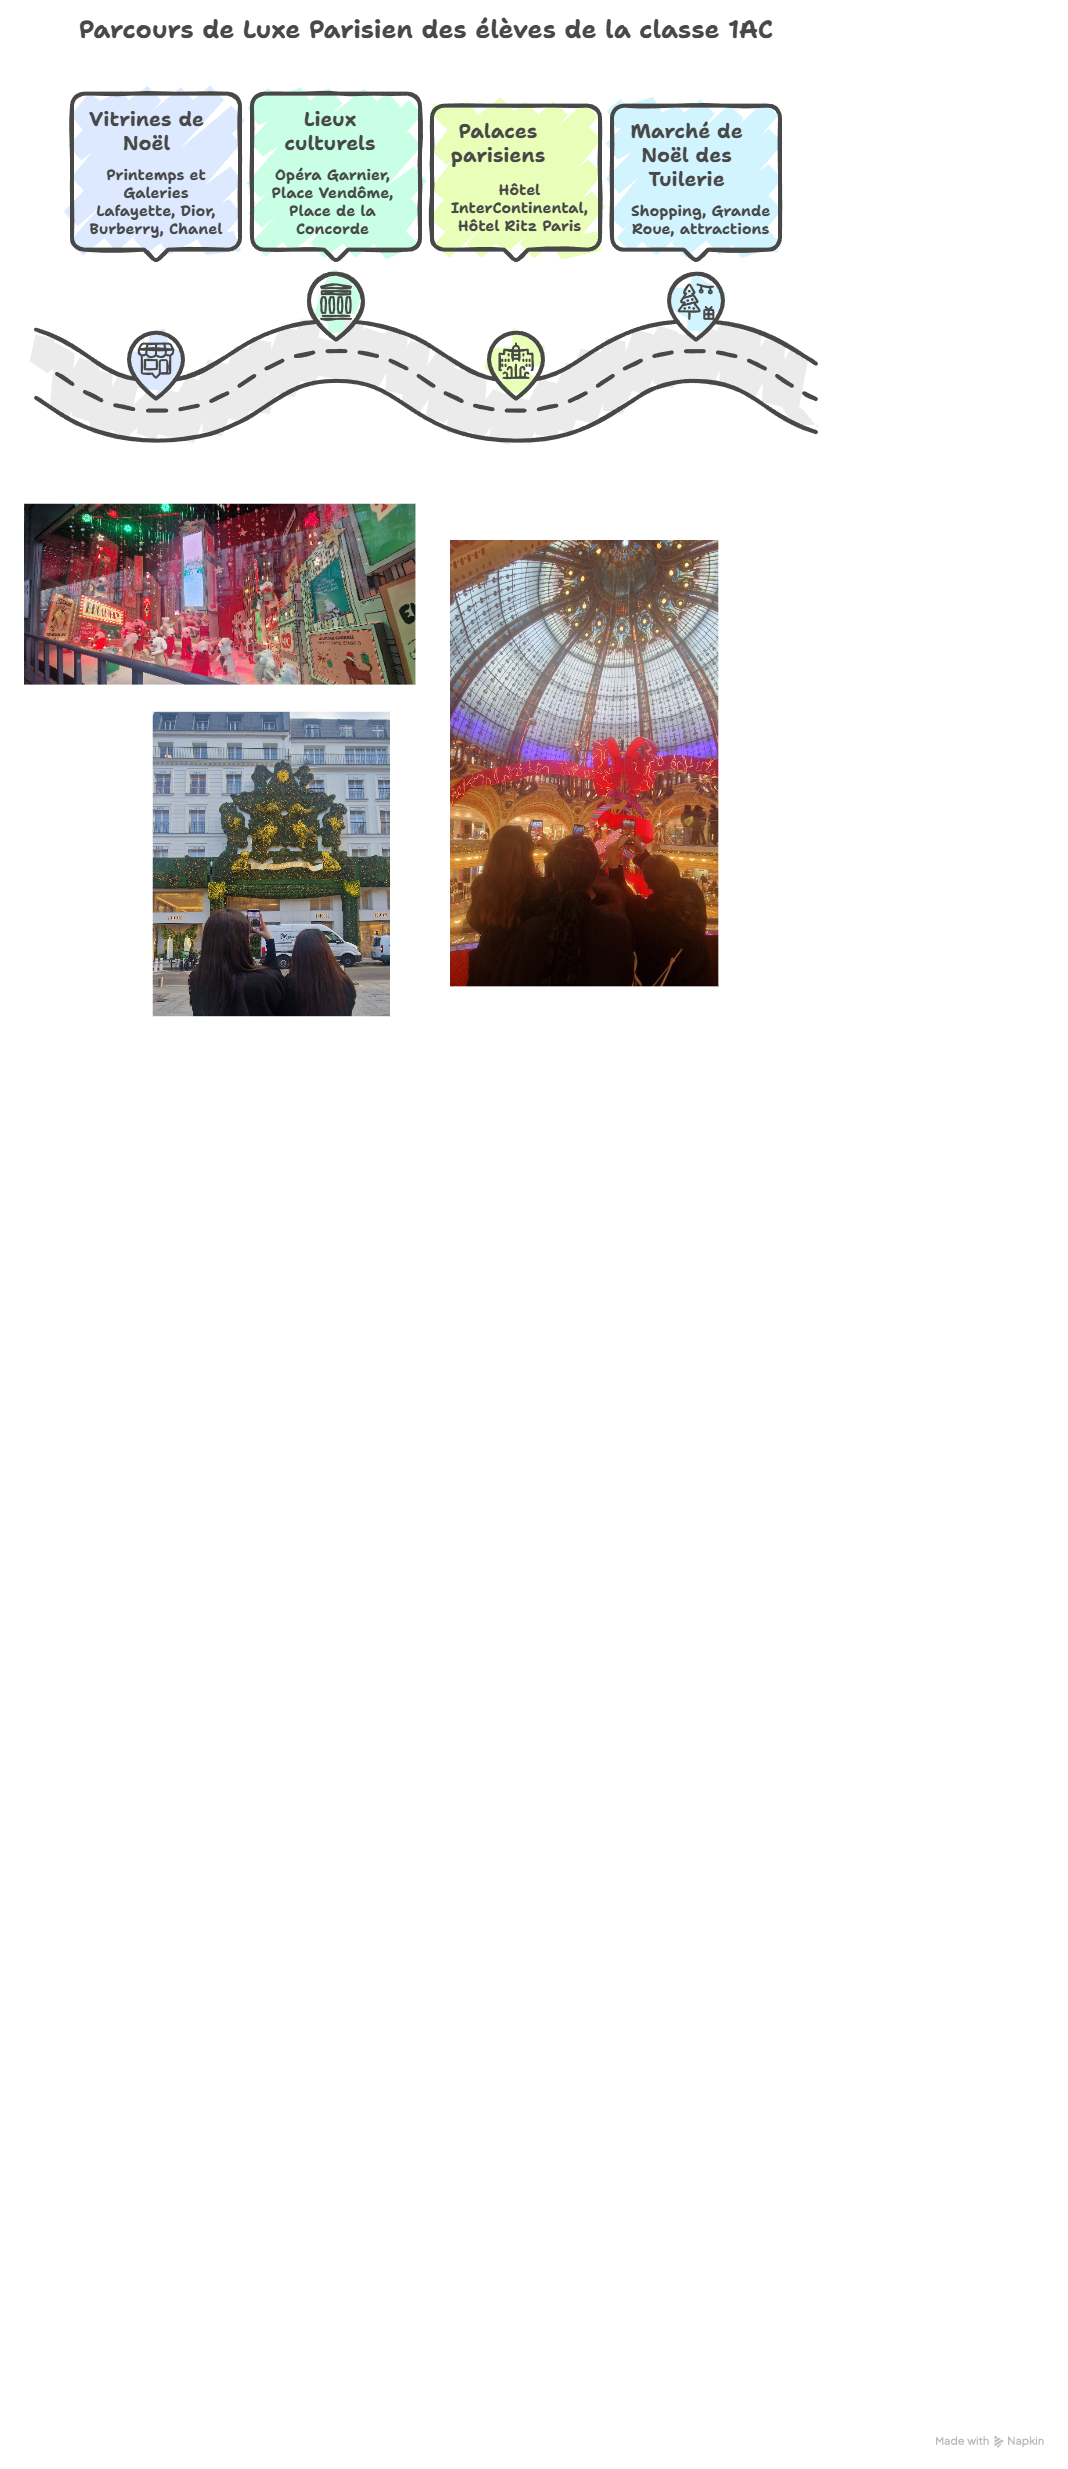 Parcours de Luxe Parisien des élèves de la classe 1AC
Vitrines de
Noël
Printemps et
Galeries
Lafayette, Dior,
Burberry, Chanel
Lieux
culturels
Opéra Garnier,
Place Vendôme,
Place de la
Concorde
Palaces
parisiens
Hôtel
InterContinental,
Hôtel Ritz Paris
Marché de
Noël des
Tuilerie
Shopping, Grande
Roue, attractions
DIOR
Made with Napkin